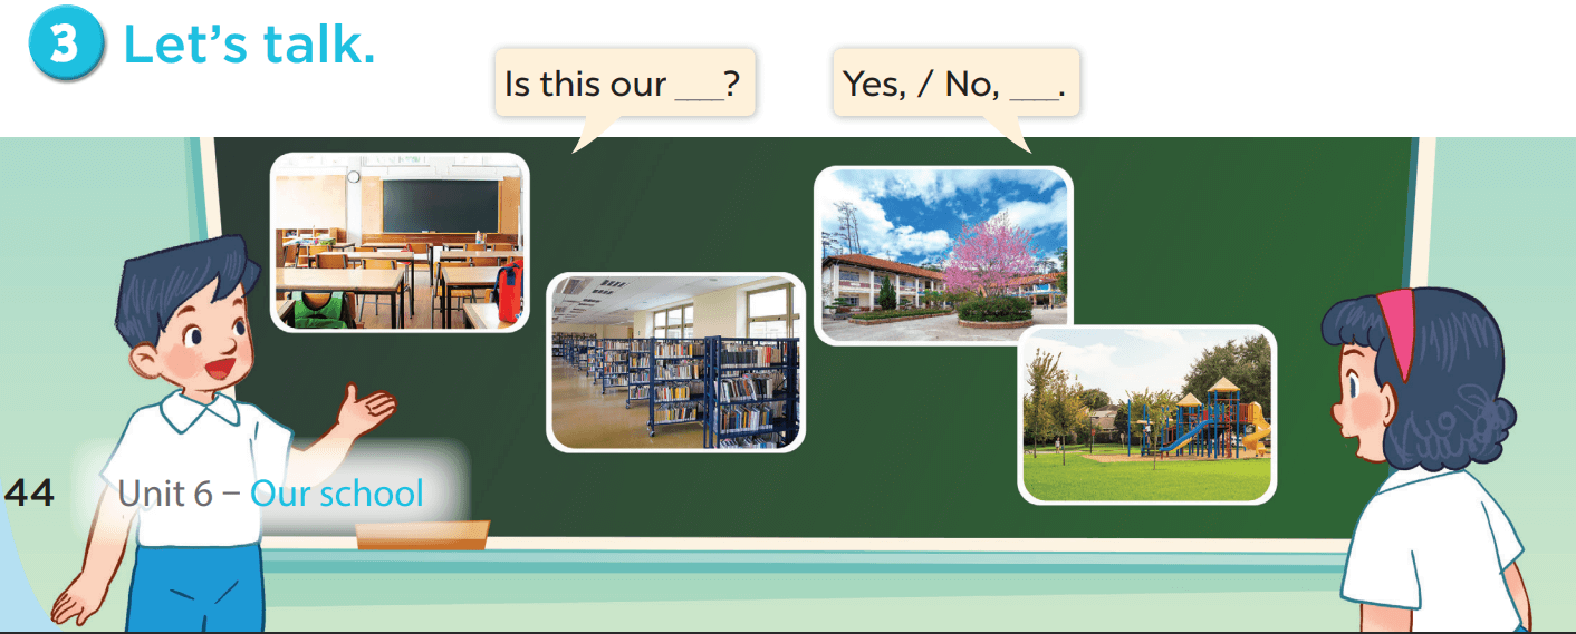 3 Let's talk.
Is this our ___?
Yes, / No, ___.
44 Unit 6 – Our school